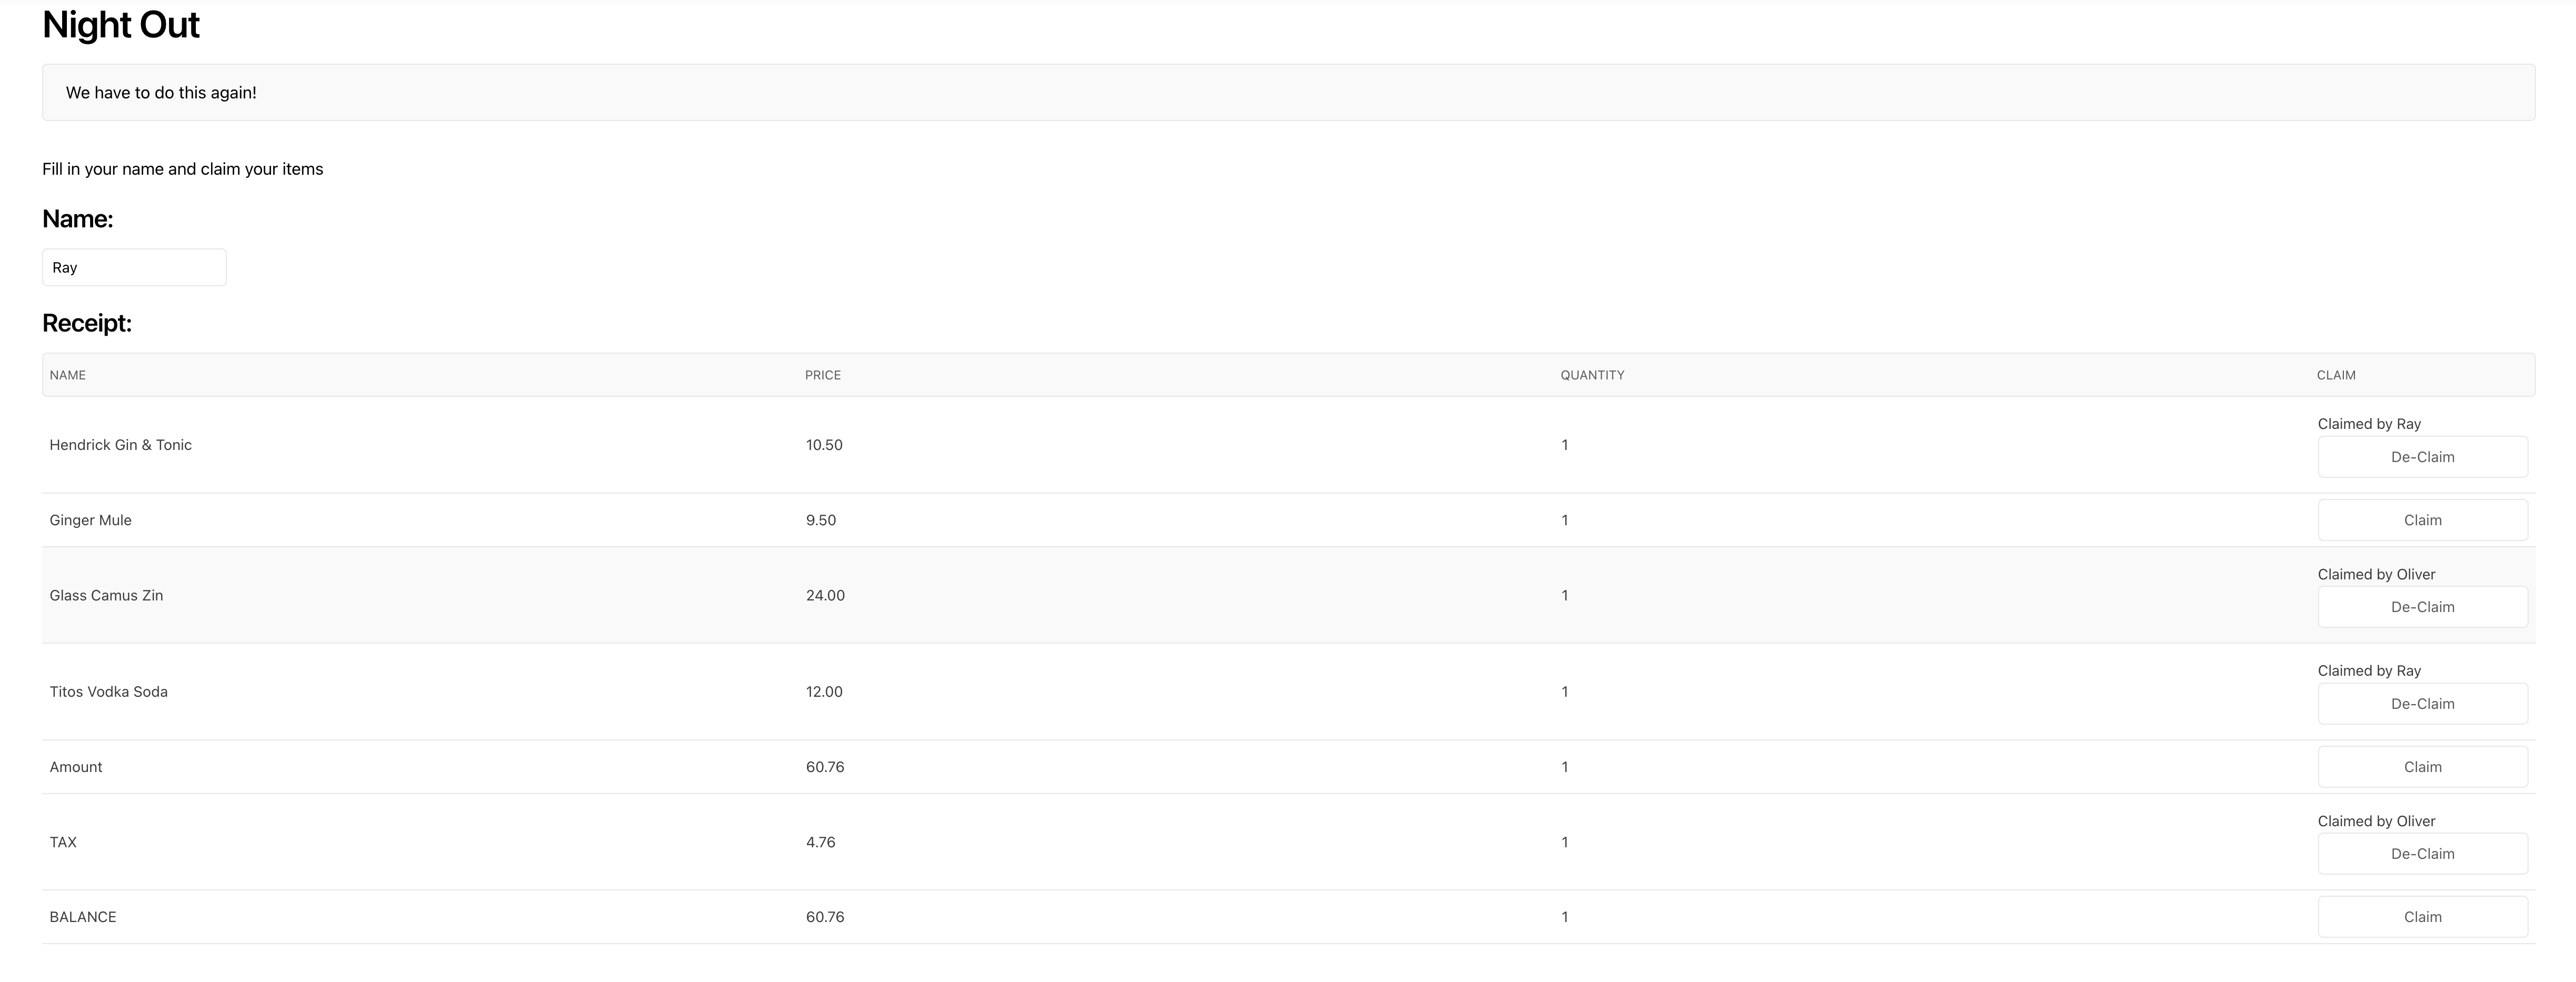 Night Out
We have to do this again!
Fill in your name and claim your items
Name:
Ray
Receipt:
NAME PRICE QUANTITY CLAIM
Hendrick Gin & Tonic 10.50 1 Claimed by Ray
De-Claim
Ginger Mule 9.50 1 Claim
Glass Camus Zin 24.00 1 Claimed by Oliver
De-Claim
Titos Vodka Soda 12.00 1 Claimed by Ray
De-Claim
Amount 60.76 1 Claim
TAX 4.76 1 Claimed by Oliver
De-Claim
BALANCE 60.76 1 Claim